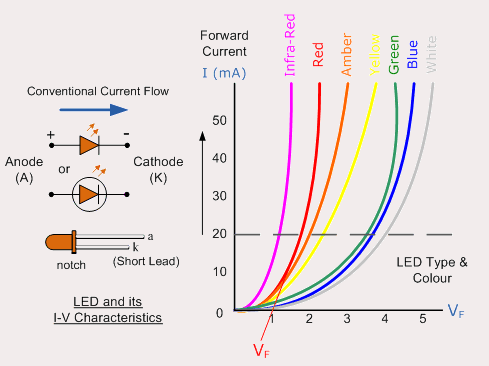 Forward
Current
I (mA)
Infra-Red
Red
Amber
Yellow
Green
Blue
White
Conventional Current Flow
+
-
Anode
(A)
or
Cathode
(K)
a
k
notch
(Short Lead)
LED and its
I-V Characteristics
50
40
30
20
10
0
1
2
3
4
5
LED Type &
Colour
VF
VF